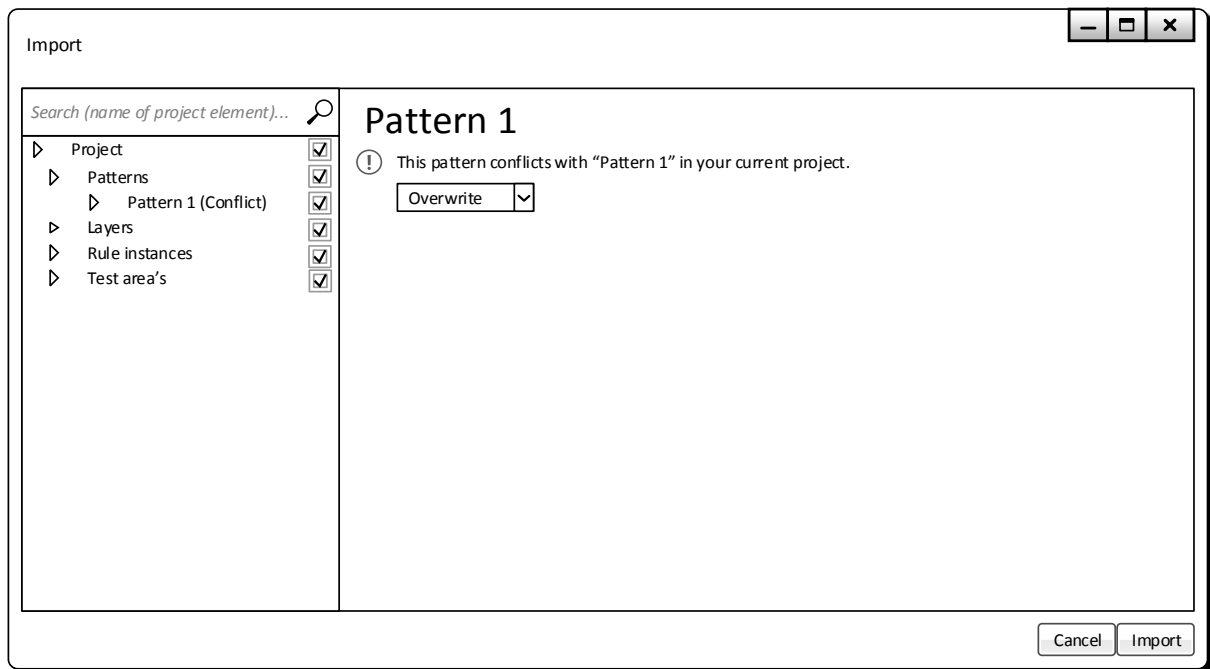 Import
Search (name of project element)...
Project
Patterns
Pattern 1 (Conflict)
Layers
Rule instances
Test area’s
Pattern 1
This pattern conflicts with “Pattern 1” in your current project.
Overwrite
Cancel
Import